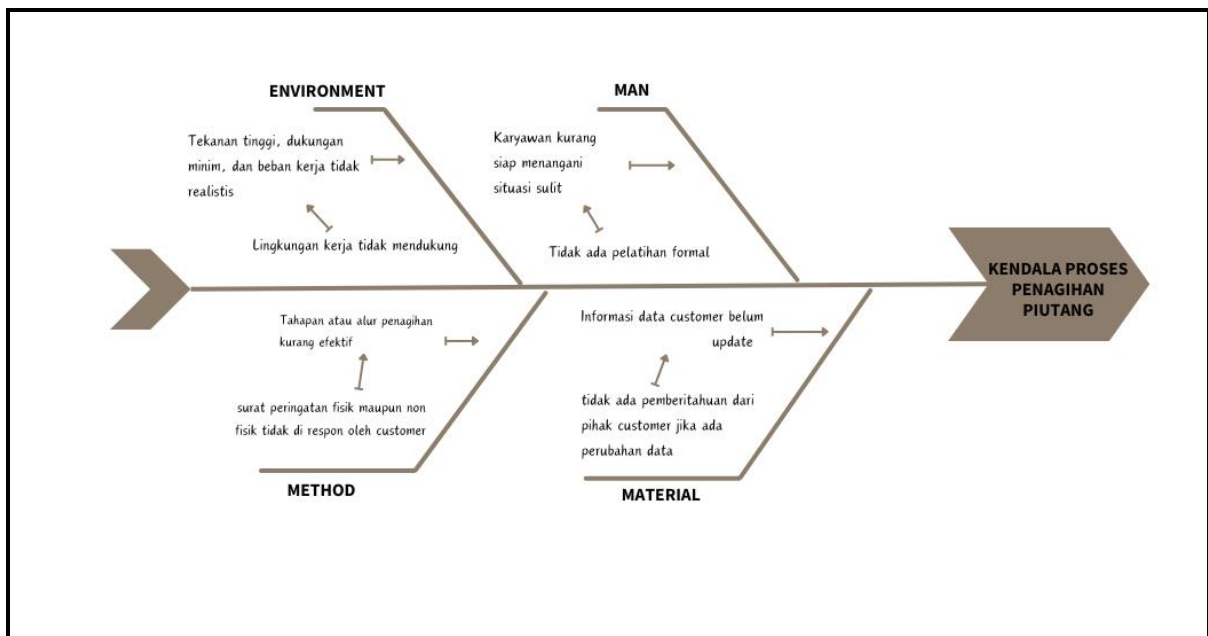 ENVIRONMENT
Tekanan tinggi, dukungan
minim, dan beban kerja tidak
realistis
Lingkungan kerja tidak mendukung
MAN
Karyawan kurang
siap menangani
situasi sulit
Tidak ada pelatihan formal
KENDALA PROSES
PENAGIHAN
PIUTANG
Tahapan atau alur penagihan
kurang efektif
surat peringatan fisik maupun non
fisik tidak di respon oleh customer
METHOD
Informasi data customer belum
update
tidak ada pemberitahuan dari
pihak customer jika ada
perubahan data
MATERIAL